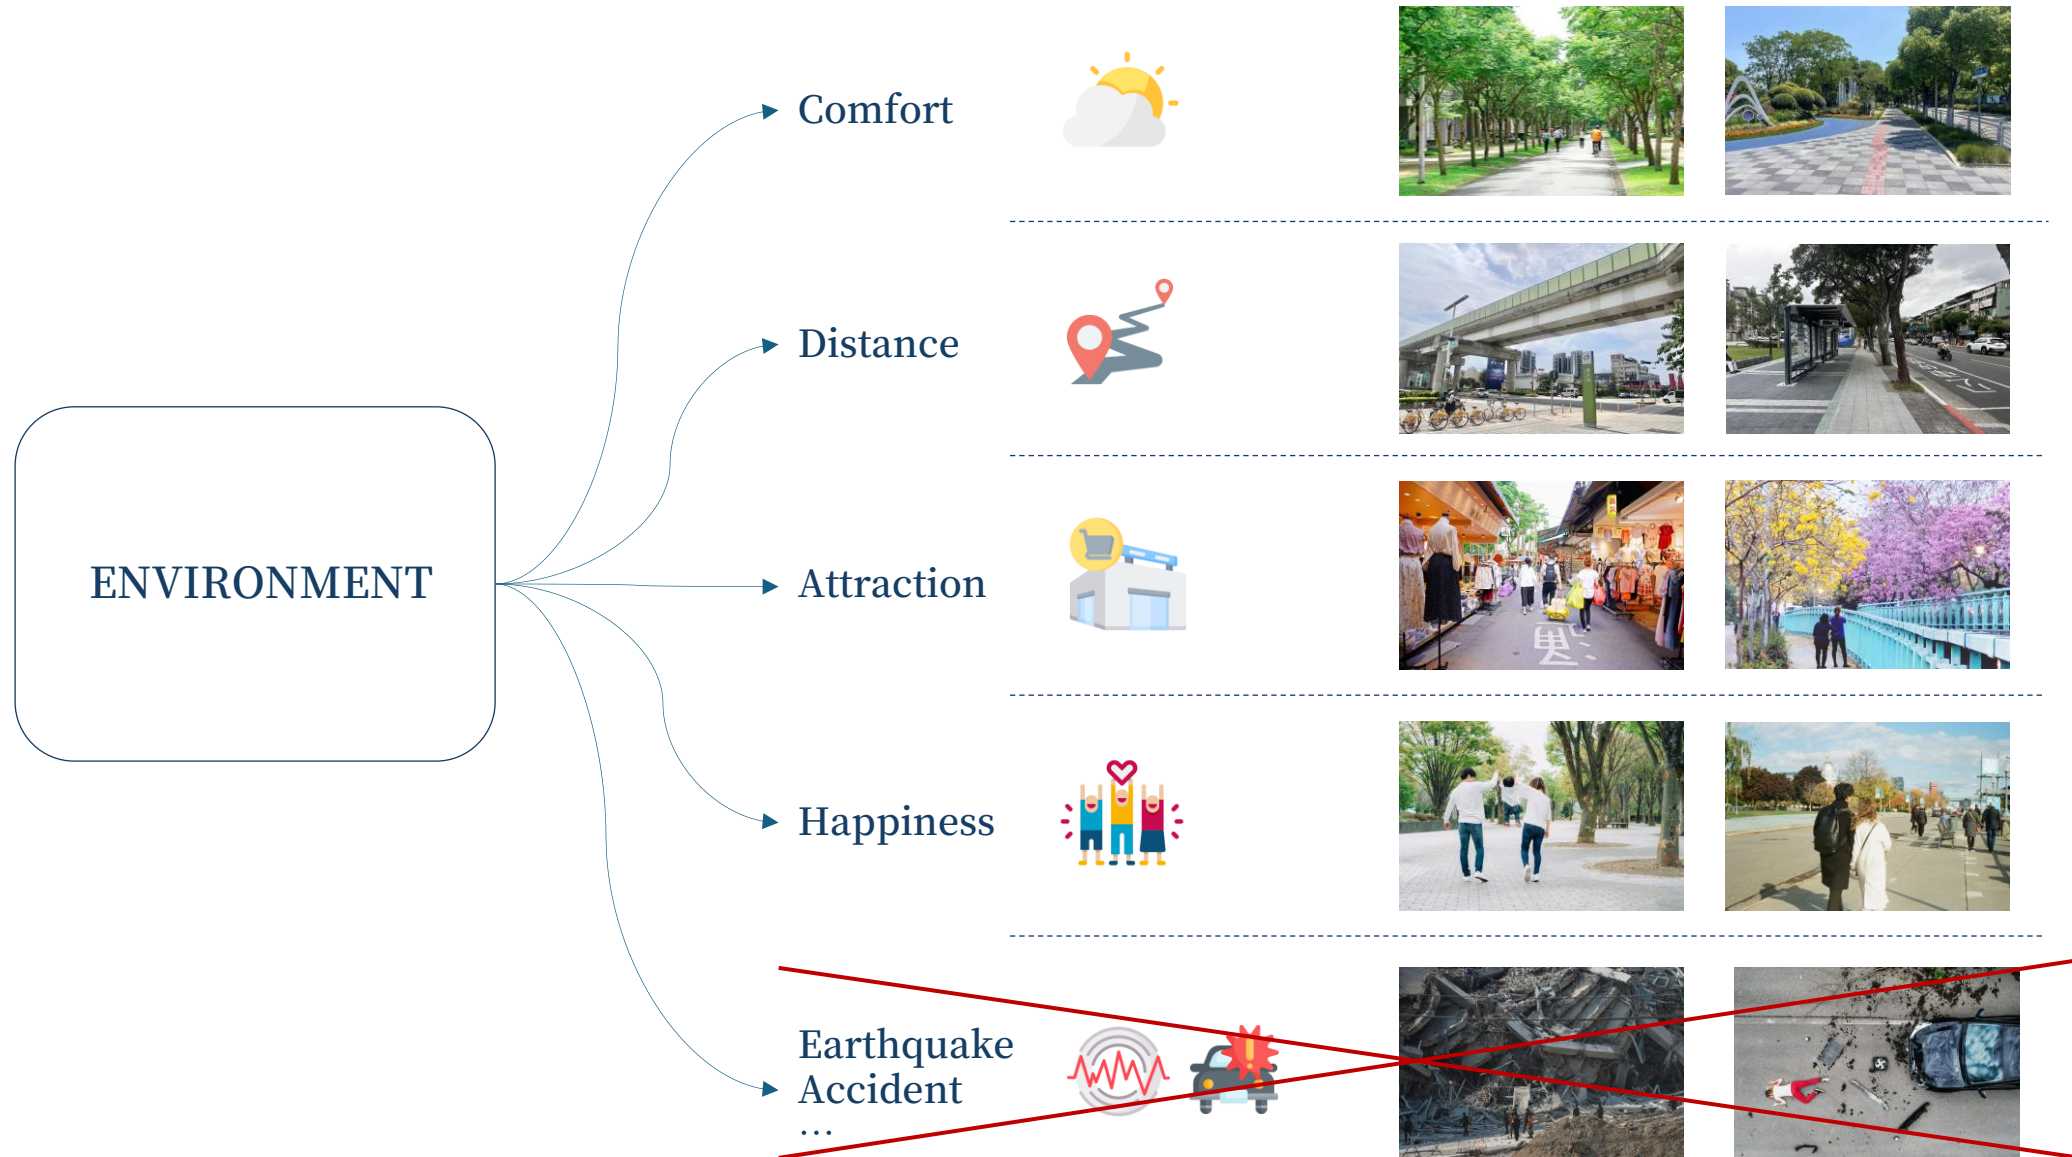 Comfort
Distance
ENVIRONMENT
Attraction
Happiness
Earthquake
Accident
...